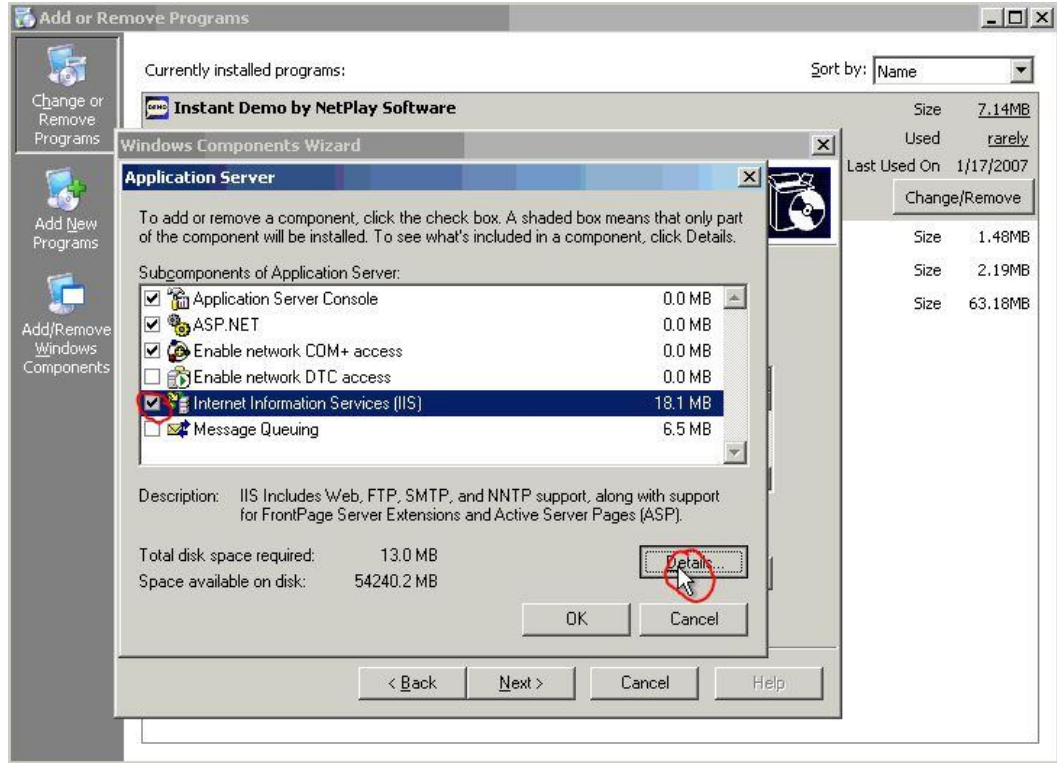 Add or Remove Programs
Change or
Remove
Programs
Add New
Programs
Add/Remove
Windows
Components
Currently installed programs:
Sort by: Name
Instant Demo by NetPlay Software
Size 7.14MB
Used rarely
Last Used On 1/17/2007
Change/Remove
Size 1.48MB
Size 2.19MB
Size 63.18MB
Windows Components Wizard
Application Server
To add or remove a component, click the check box. A shaded box means that only part
of the component will be installed. To see what's included in a component, click Details.
Subcomponents of Application Server:
Application Server Console 0.0 MB
ASP.NET 0.0 MB
Enable network COM+ access 0.0 MB
Enable network DTC access 0.0 MB
Internet Information Services (IIS) 18.1 MB
Message Queuing 6.5 MB
Description: IIS Includes Web, FTP, SMTP, and NNTP support, along with support
for FrontPage Server Extensions and Active Server Pages (ASP).
Total disk space required: 13.0 MB
Space available on disk: 54240.2 MB
Details...
OK Cancel
< Back Next > Cancel Help